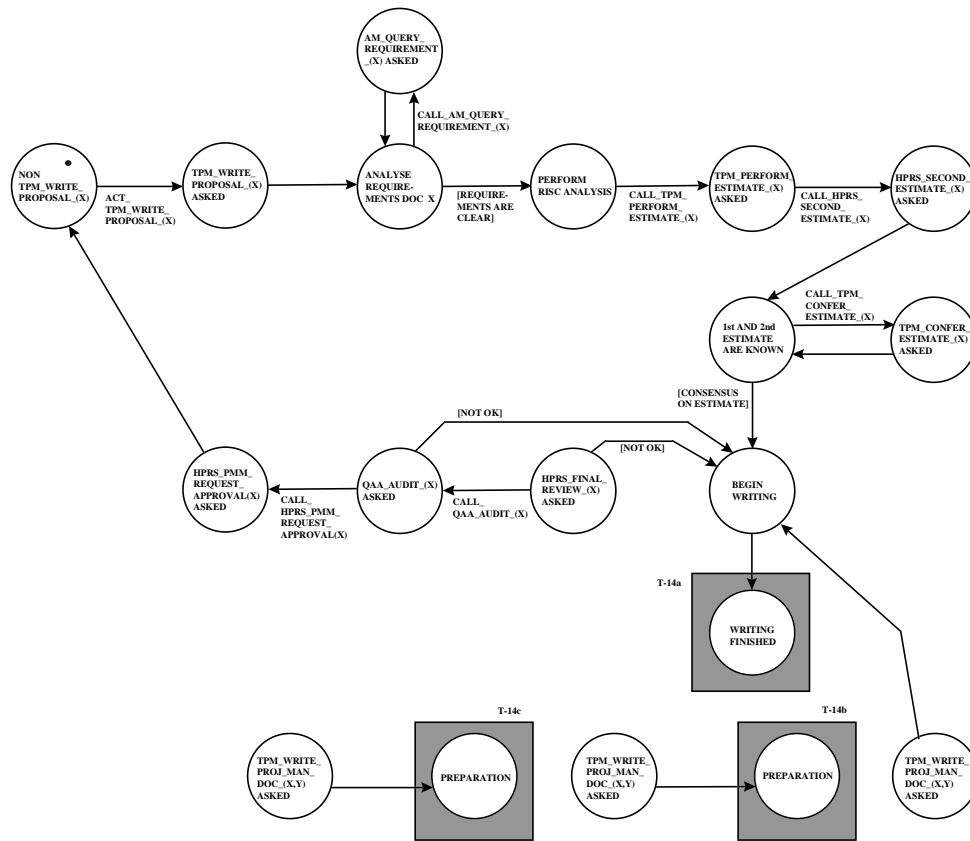 AM_QUERY_
REQUIREMENT
_(X) ASKED
CALL_AM_QUERY_
REQUIREMENT_(X)
NON
TPM_WRITE_
PROPOSAL_(X)
ACT_
TPM_WRITE_
PROPOSAL_(X)
TPM_WRITE_
PROPOSAL_(X)
ASKED
ANALYSE
REQUIRE-
MENTS DOC X
[REQUIRE-
MENTS ARE
CLEAR]
PERFORM
RISC ANALYSIS
CALL_TPM_
PERFORM_
ESTIMATE_(X)
TPM_PERFORM_
ESTIMATE_(X)
ASKED
CALL_HPRS_
SECOND_
ESTIMATE_(X)
HPRS_SECOND_
ESTIMATE_(X)
ASKED
CALL_TPM_
CONFER_
ESTIMATE_(X)
1st AND 2nd
ESTIMATE
ARE KNOWN
TPM_CONFER_
ESTIMATE_(X)
ASKED
[CONSENSUS
ON ESTIMATE]
[NOT OK]
[NOT OK]
HPRS_PMM_
REQUEST_
APPROVAL(X)
ASKED
CALL_
HPRS_PMM_
REQUEST_
APPROVAL(X)
QAA_AUDIT_(X)
ASKED
CALL_
QAA_AUDIT_(X)
HPRS_FINAL_
REVIEW_(X)
ASKED
BEGIN
WRITING
T-14a
WRITING
FINISHED
T-14c
T-14b
TPM_WRITE_
PROJ_MAN_
DOC_(X,Y)
ASKED
PREPARATION
TPM_WRITE_
PROJ_MAN_
DOC_(X,Y)
ASKED
PREPARATION
TPM_WRITE_
PROJ_MAN_
DOC_(X,Y)
ASKED